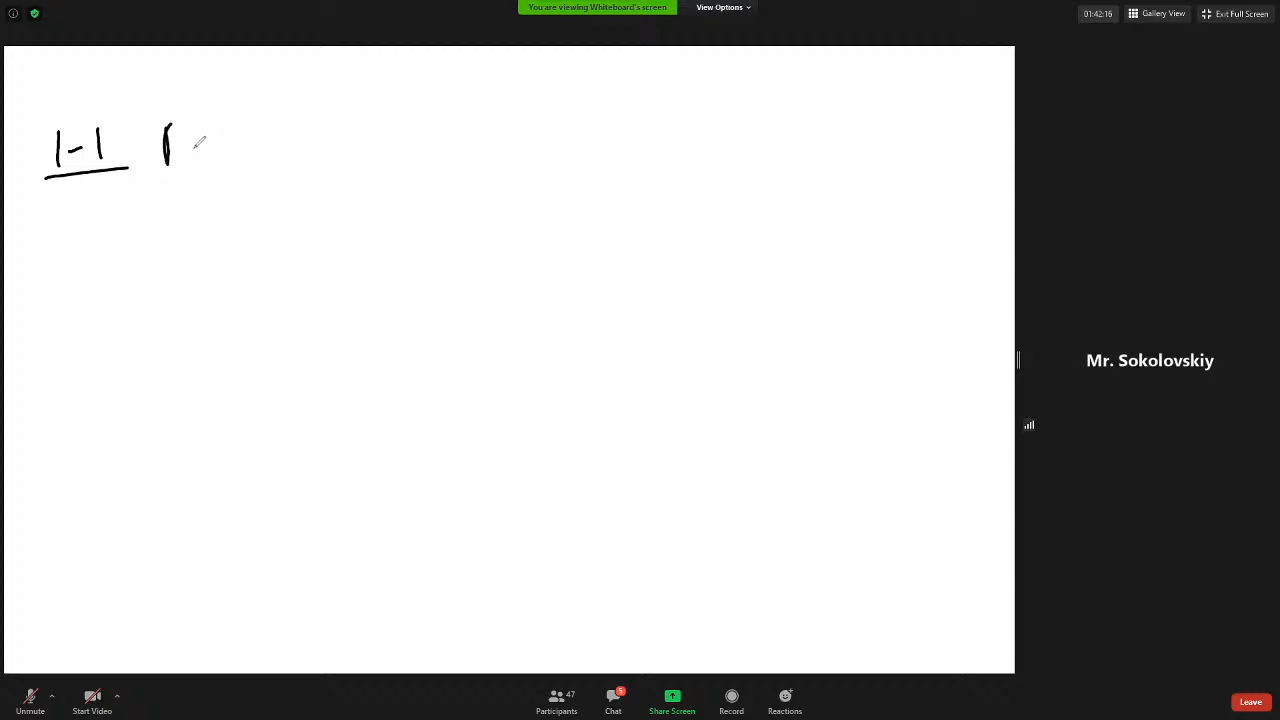 You are viewing Whiteboard's screen
View Options
01:42:16
Gallery View
Exit Full Screen
1-1
Mr. Sokolovskiy
Unmute
Start Video
47
Participants
5
Chat
Share Screen
Record
Reactions
Leave